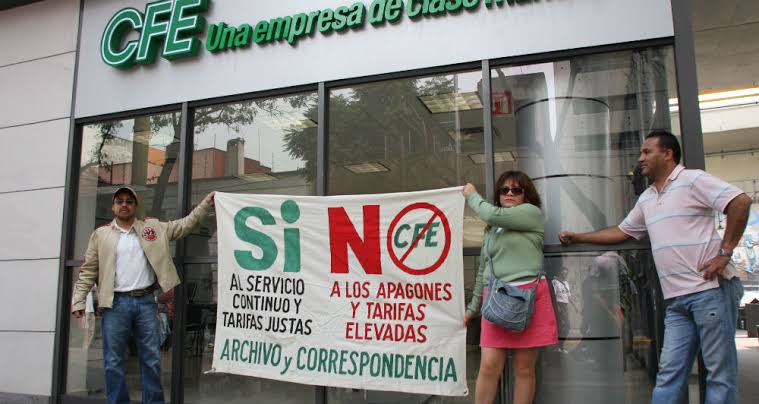 CFE Una empresa de clase
Si NO CFE
AL SERVICIO
CONTINUO Y
TARIFAS JUSTAS
A LOS APAGONES
Y TARIFAS
ELEVADAS
ARCHIVO y CORRESPONDENCIA